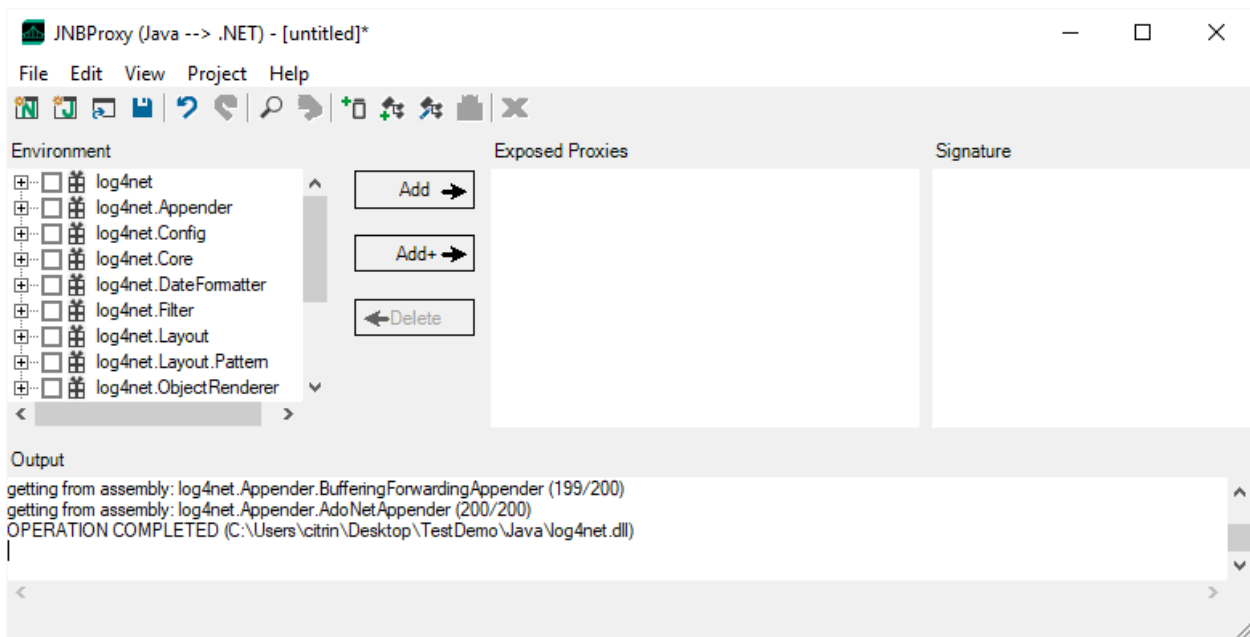 JNBProxy (Java --> .NET) - [untitled]*
File Edit View Project Help
Environment
Exposed Proxies
Signature
log4net
log4net.Appender
log4net.Config
log4net.Core
log4net.DateFormatter
log4net.Filter
log4net.Layout
log4net.Layout.Pattern
log4net.ObjectRenderer
Add
Add+
Delete
Output
getting from assembly: log4net.Appender.BufferingForwardingAppender (199/200)
getting from assembly: log4net.Appender.AdoNetAppender (200/200)
OPERATION COMPLETED (C:\Users\citrin\Desktop\TestDemo\Java\log4net.dll)